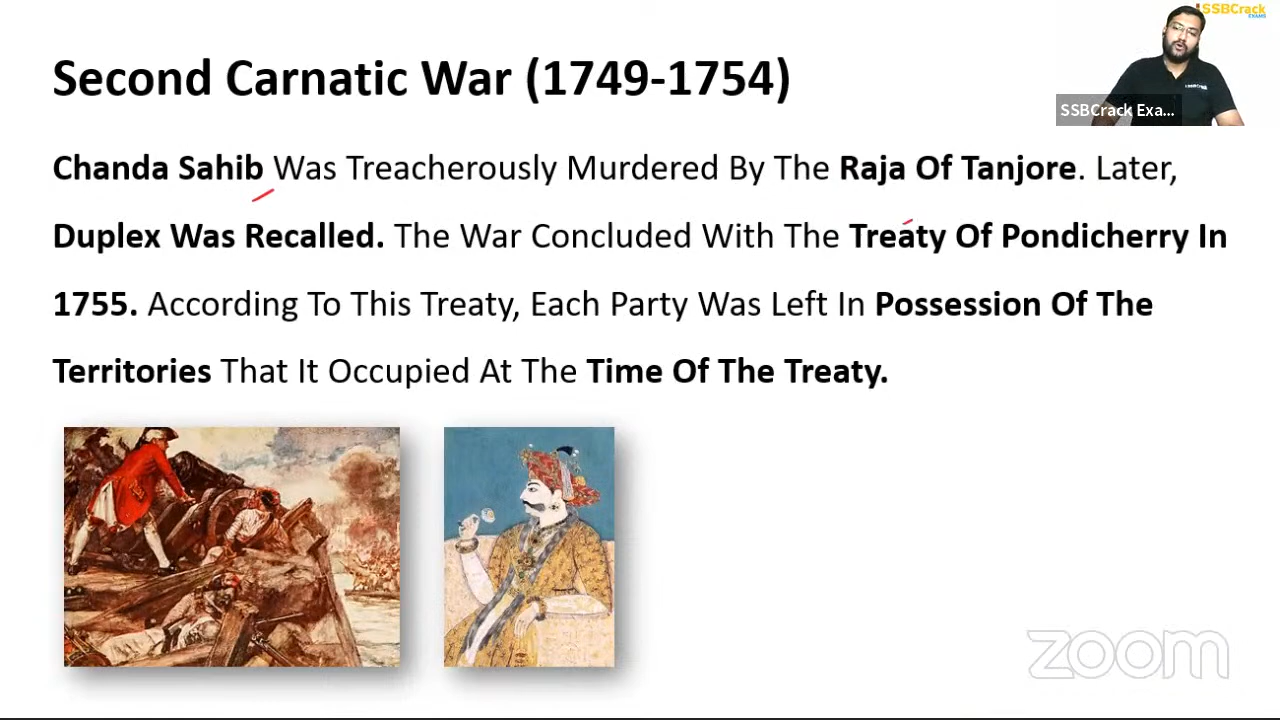 SSBCrack
EXAMS
Second Carnatic War (1749-1754)
SSBCrack Exa...
Chanda Sahib Was Treacherously Murdered By The Raja Of Tanjore. Later,
Duplex Was Recalled. The War Concluded With The Treaty Of Pondicherry In
1755. According To This Treaty, Each Party Was Left In Possession Of The
Territories That It Occupied At The Time Of The Treaty.
zoom